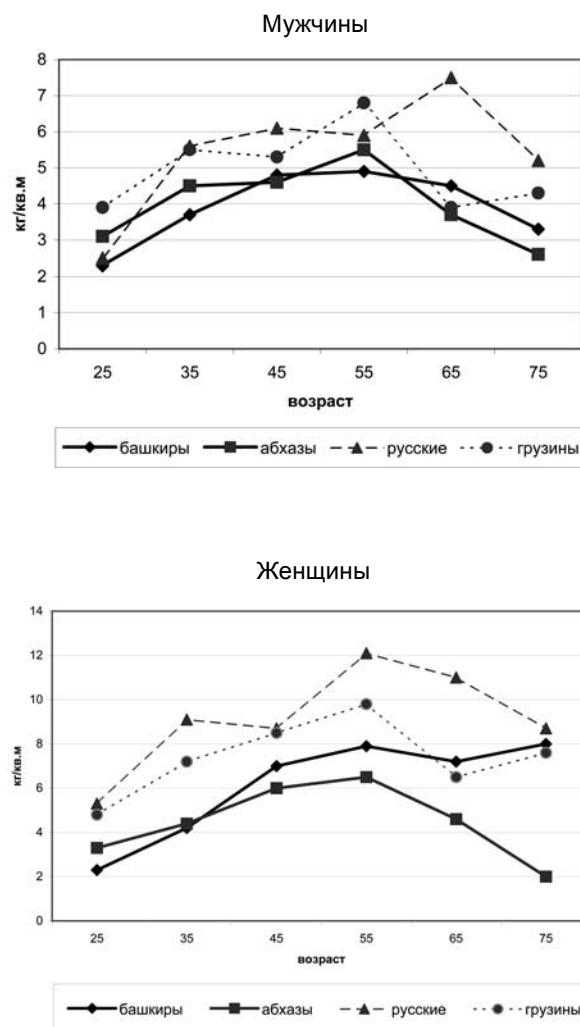 Мужчины
8
7
6
5
4
3
2
1
0
кг/кв.м
25 35 45 55 65 75
возраст
башкиры абхазы русские грузины
Женщины
14
12
10
8
6
4
2
0
кг/кв.м
25 35 45 55 65 75
возраст
башкиры абхазы русские грузины